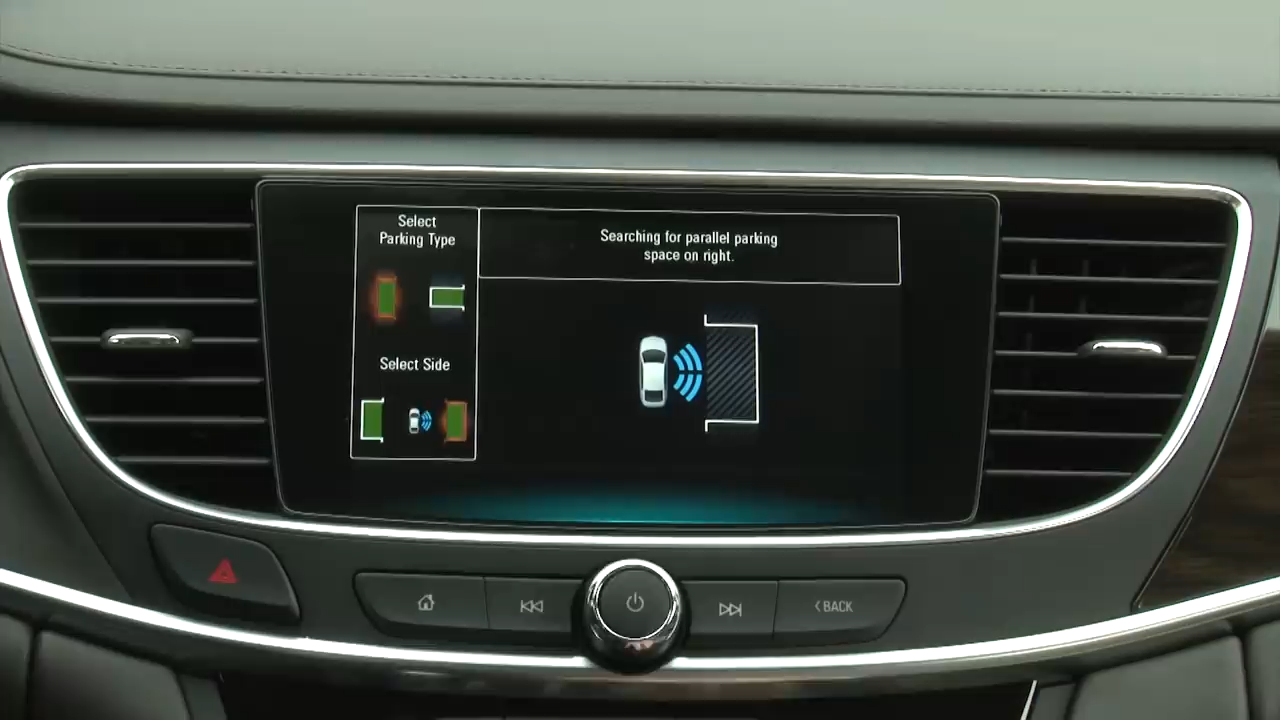 Select
Parking Type
Searching for parallel parking
space on right.
Select Side
BACK